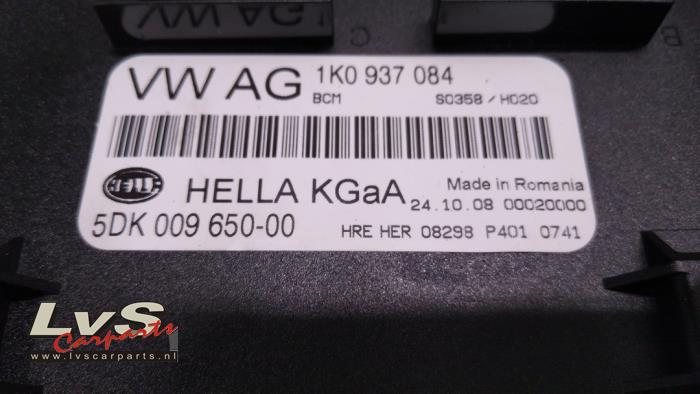 C
B
VW AG 1K0 937 084
BCM S0358 / H020
HELLA HELLA KGaA Made in Romania
24.10.08 00020000
5DK 009 650-00 HRE HER 08298 P401 0741
LvS
Carparts
www.lvscarparts.nl